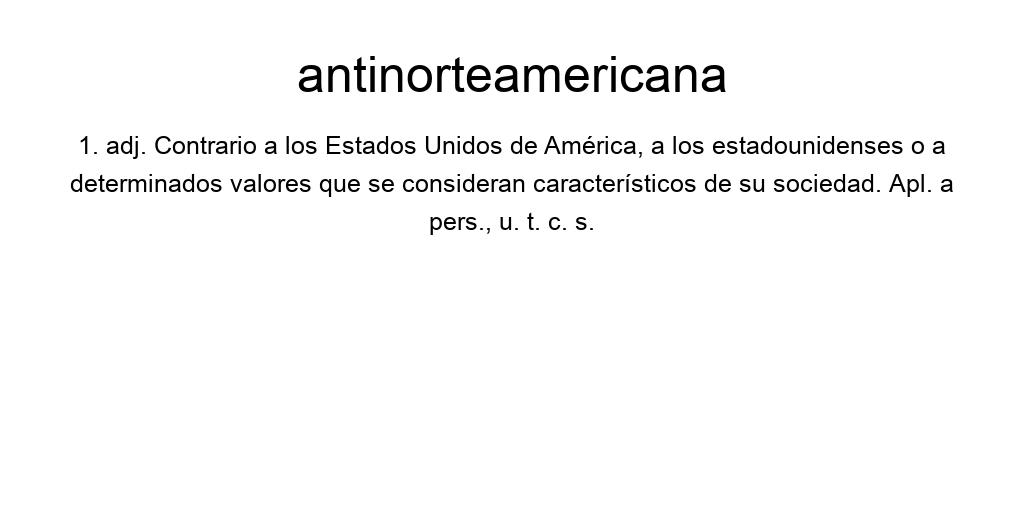 antinorteamericana
1. adj. Contrario a los Estados Unidos de América, a los estadounidenses o a
determinados valores que se consideran característicos de su sociedad. Apl. a
pers., u. t. c. s.